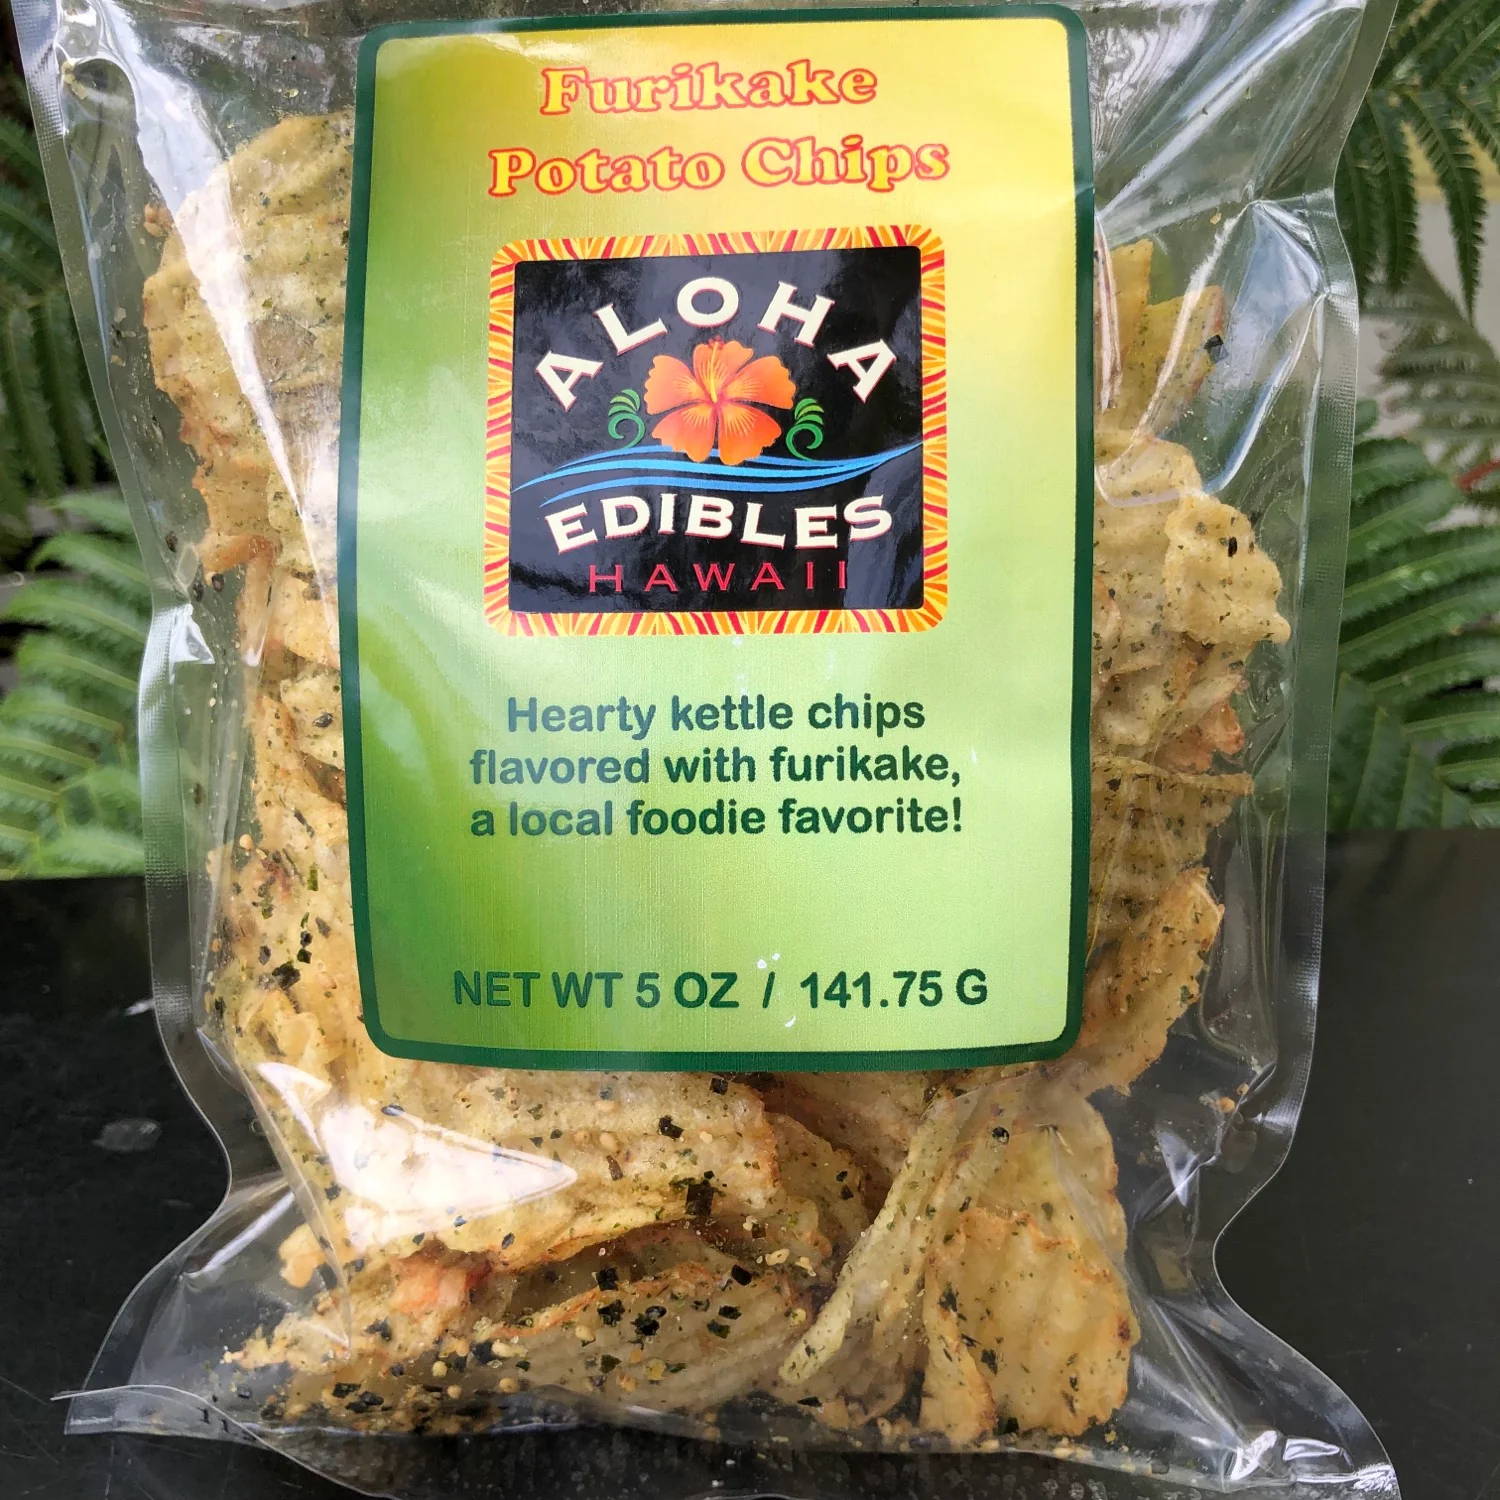 Furikake
Potato Chips
ALOHA
EDIBLES
HAWAII
Hearty kettle chips
flavored with furikake,
a local foodie favorite!
NET WT 5 OZ / 141.75 G